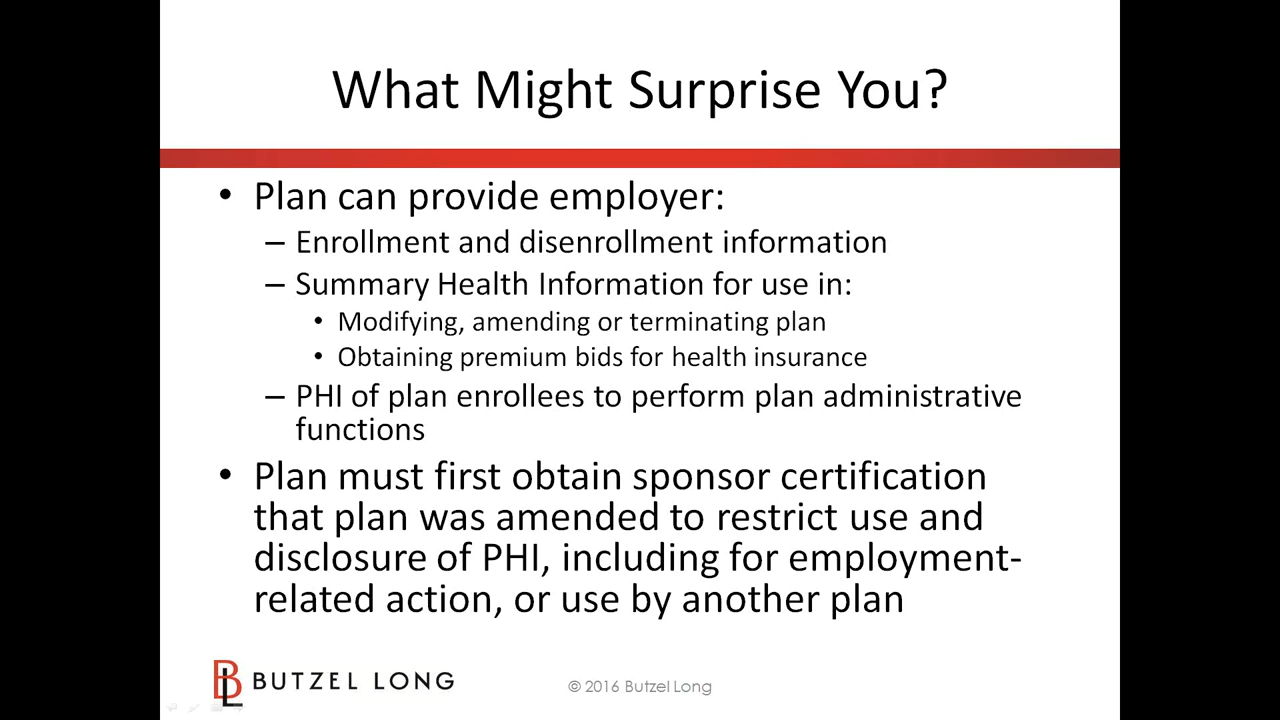 What Might Surprise You?
• Plan can provide employer:
– Enrollment and disenrollment information
– Summary Health Information for use in:
• Modifying, amending or terminating plan
• Obtaining premium bids for health insurance
– PHI of plan enrollees to perform plan administrative
functions
• Plan must first obtain sponsor certification
that plan was amended to restrict use and
disclosure of PHI, including for employment-
related action, or use by another plan
BL BUTZEL LONG
© 2016 Butzel Long